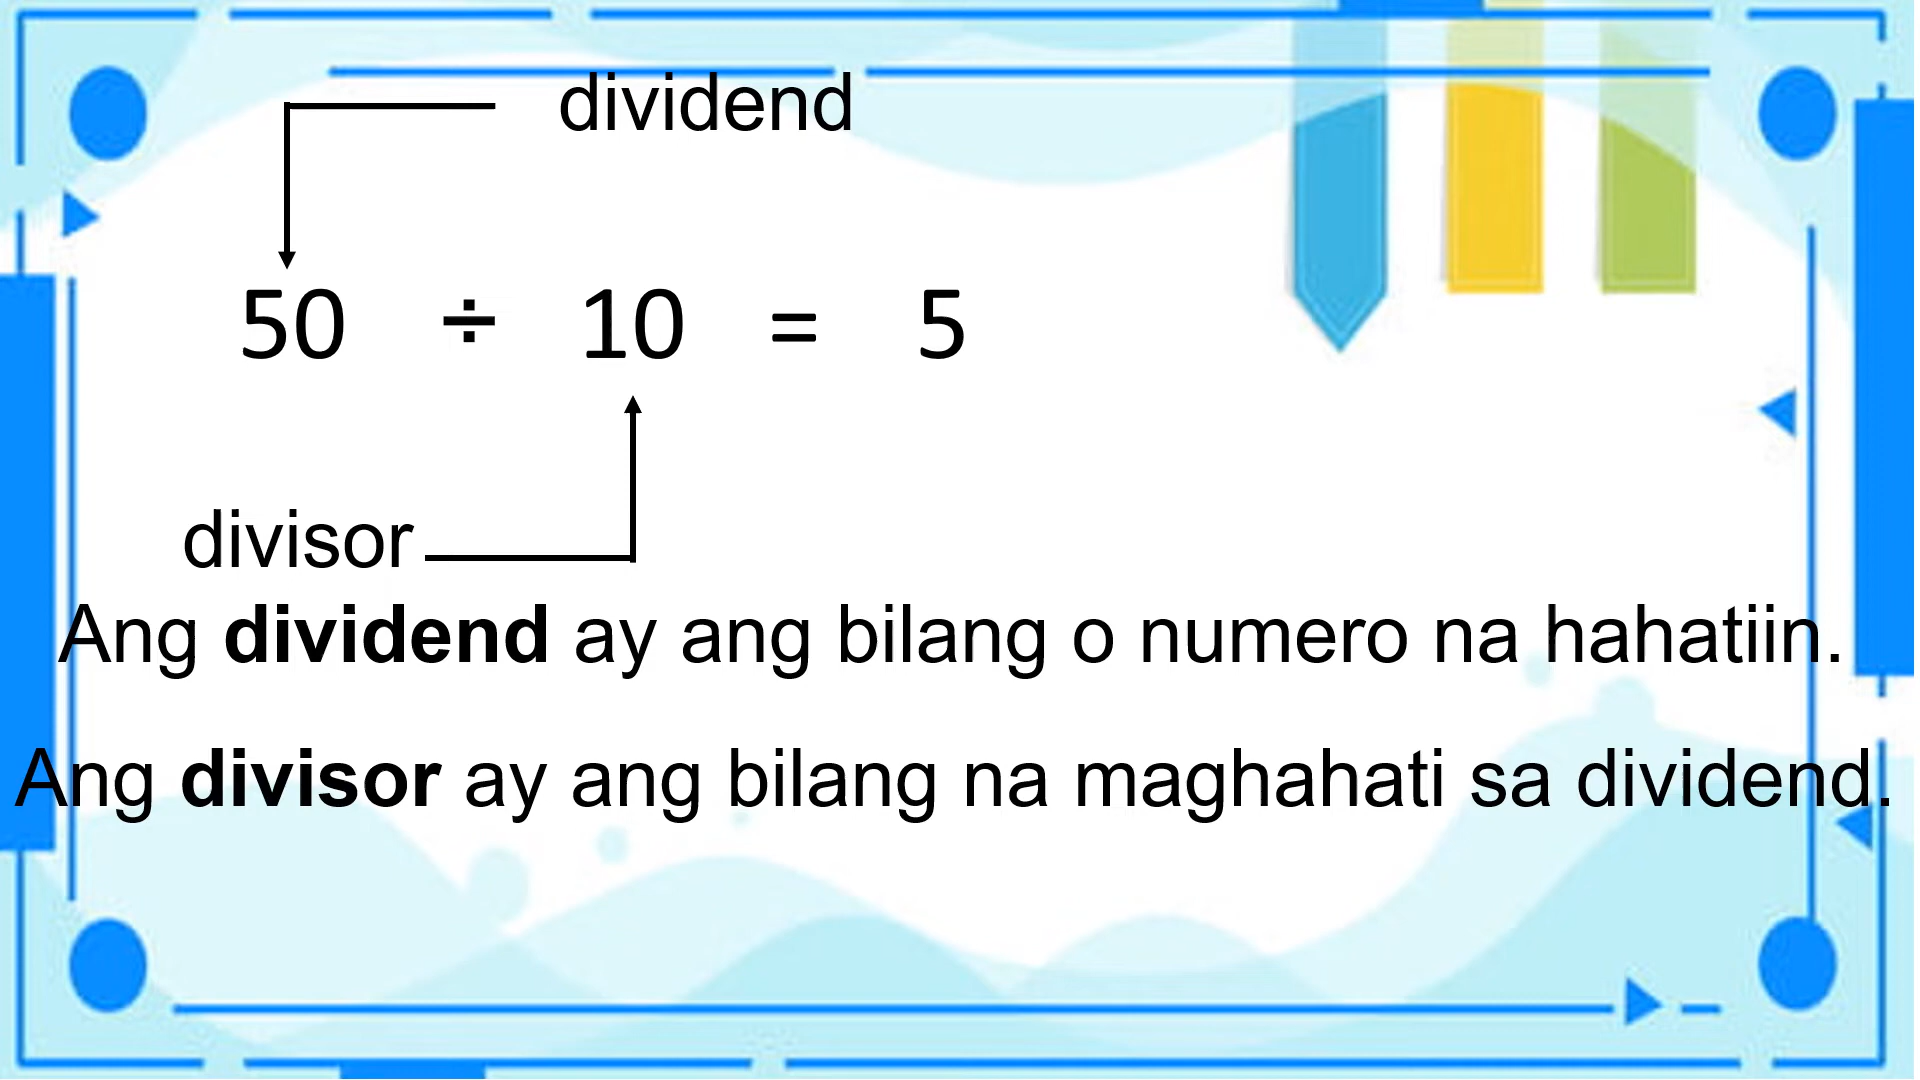 dividend
50 ÷ 10 = 5
divisor
Ang dividend ay ang bilang o numero na hahatiin.
Ang divisor ay ang bilang na maghahati sa dividend.